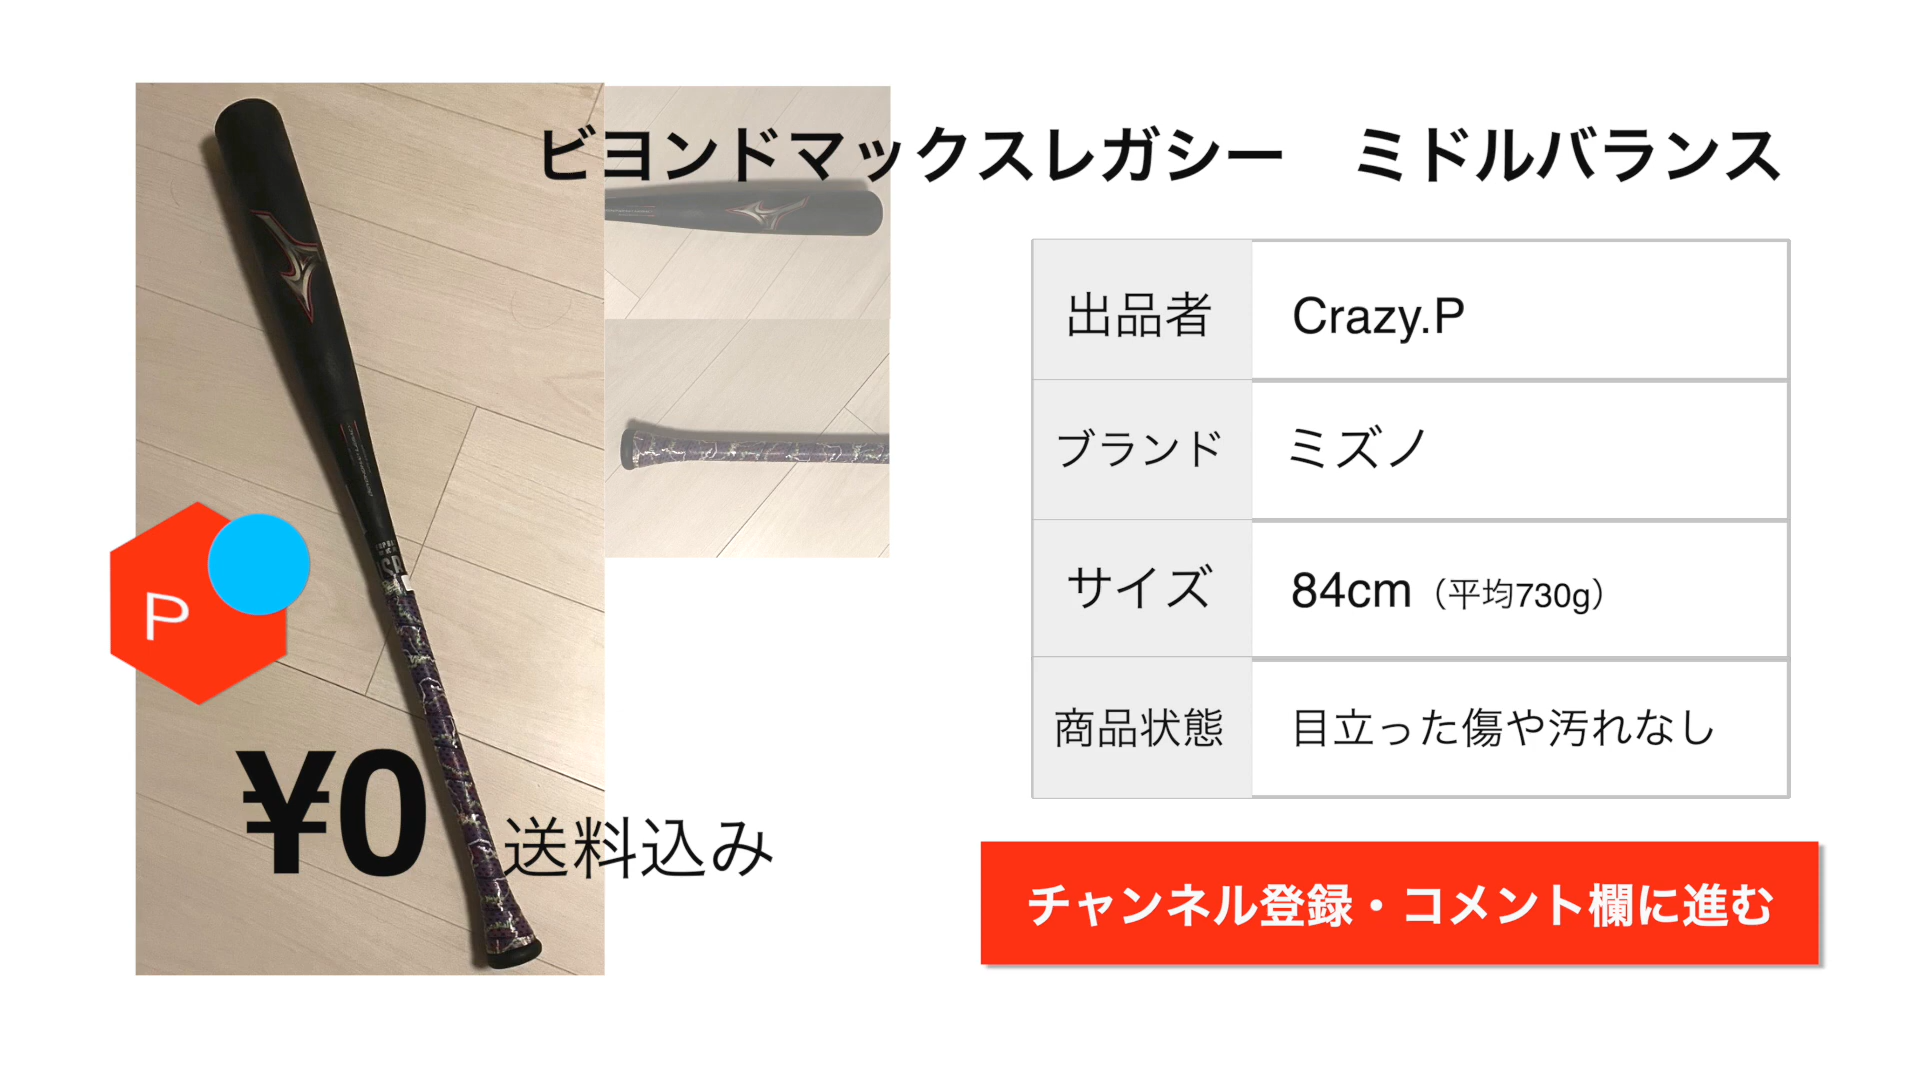 ビヨンドマックスレガシー　ミドルバランス
出品者 Crazy.P
ブランド ミズノ
サイズ 84cm（平均730g）
商品状態 目立った傷や汚れなし
P
¥0 送料込み
チャンネル登録・コメント欄に進む